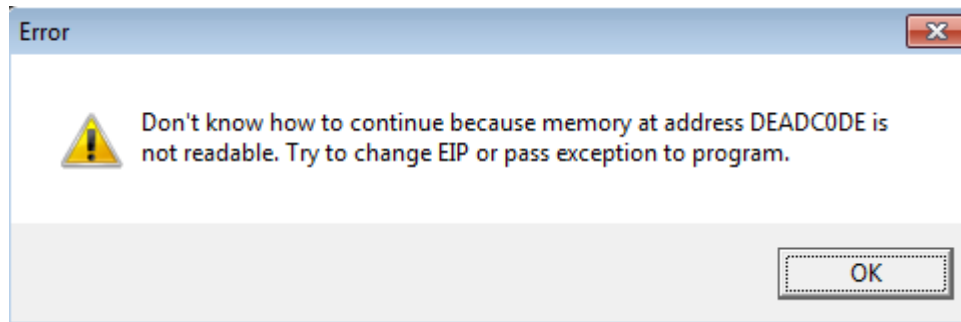 Error
Don't know how to continue because memory at address DEADC0DE is
not readable. Try to change EIP or pass exception to program.
OK